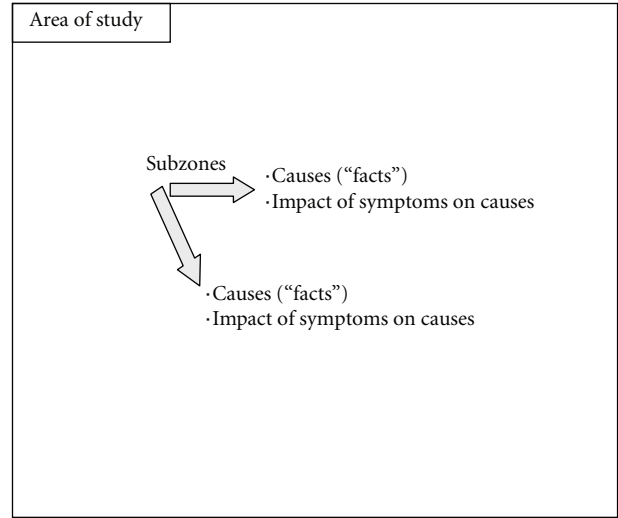 Area of study
Subzones
·Causes (“facts”)
·Impact of symptoms on causes
·Causes (“facts”)
·Impact of symptoms on causes